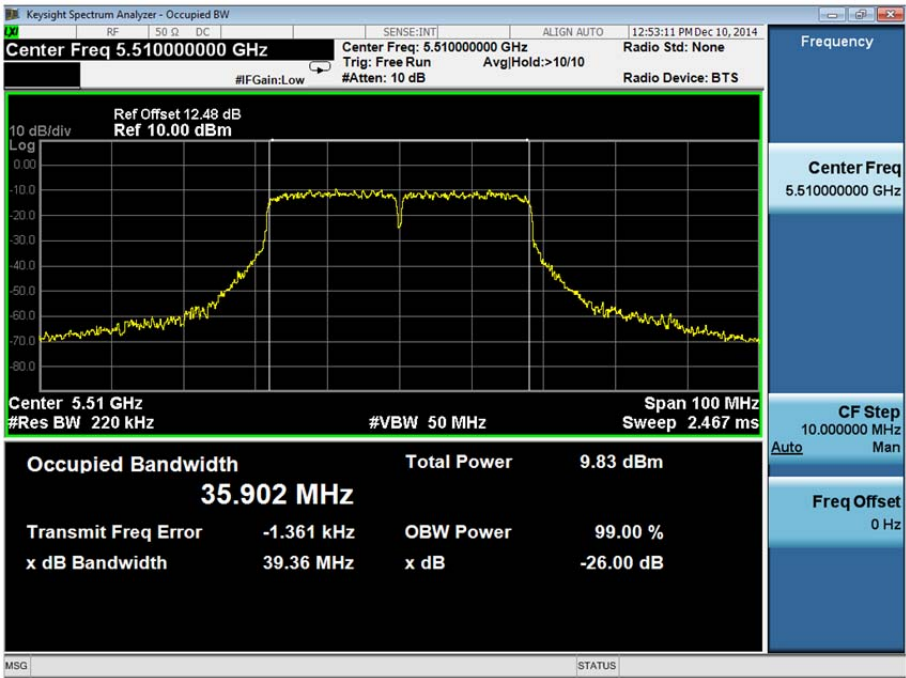 Keysight Spectrum Analyzer - Occupied BW
LXI RF 50 Ω DC SENSE:INT ALIGN AUTO 12:53:11 PM Dec 10, 2014
Center Freq 5.510000000 GHz
Center Freq: 5.510000000 GHz Radio Std: None
Trig: Free Run Avg|Hold:>10/10
#IFGain:Low #Atten: 10 dB Radio Device: BTS
Ref Offset 12.48 dB
10 dB/div Ref 10.00 dBm
Log
0.00
-10.0
-20.0
-30.0
-40.0
-50.0
-60.0
-70.0
-80.0
Center 5.51 GHz Span 100 MHz
#Res BW 220 kHz #VBW 50 MHz Sweep 2.467 ms
Occupied Bandwidth Total Power 9.83 dBm
35.902 MHz
Transmit Freq Error -1.361 kHz OBW Power 99.00 %
x dB Bandwidth 39.36 MHz x dB -26.00 dB
Frequency
Center Freq
5.510000000 GHz
CF Step
10.000000 MHz
Auto Man
Freq Offset
0 Hz
MSG STATUS